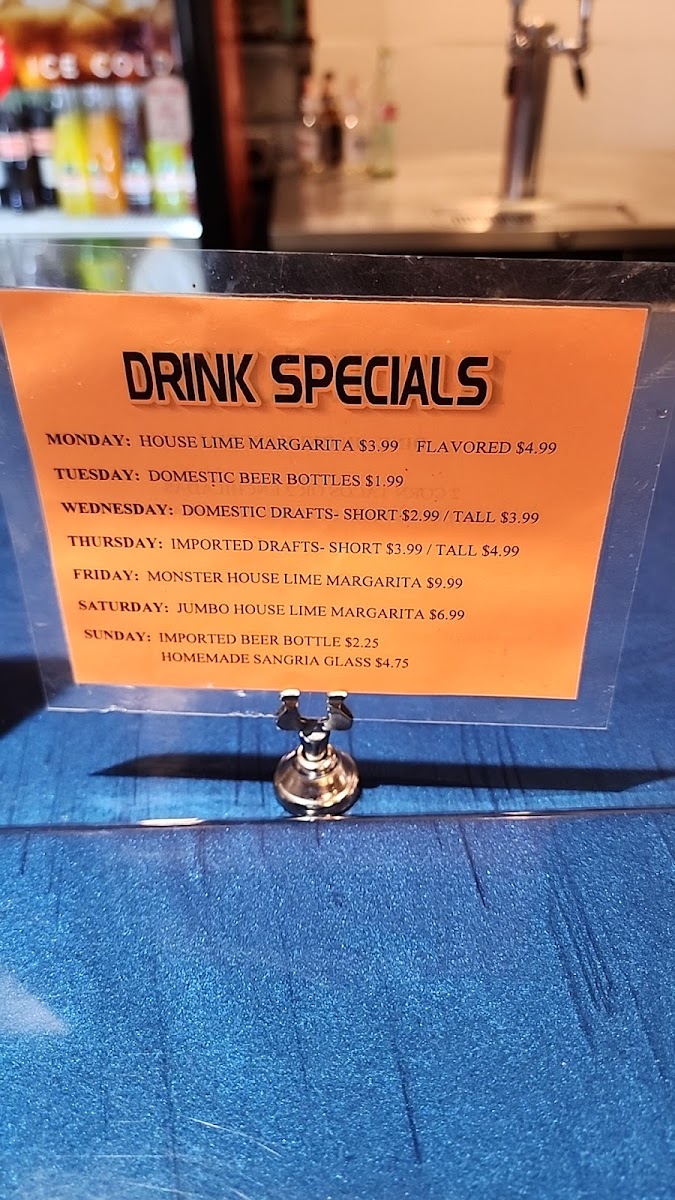 ICE COLD
DRINK SPECIALS
MONDAY: HOUSE LIME MARGARITA $3.99 FLAVORED $4.99
TUESDAY: DOMESTIC BEER BOTTLES $1.99
WEDNESDAY: DOMESTIC DRAFTS- SHORT $2.99 / TALL $3.99
THURSDAY: IMPORTED DRAFTS- SHORT $3.99 / TALL $4.99
FRIDAY: MONSTER HOUSE LIME MARGARITA $9.99
SATURDAY: JUMBO HOUSE LIME MARGARITA $6.99
SUNDAY: IMPORTED BEER BOTTLE $2.25
HOMEMADE SANGRIA GLASS $4.75